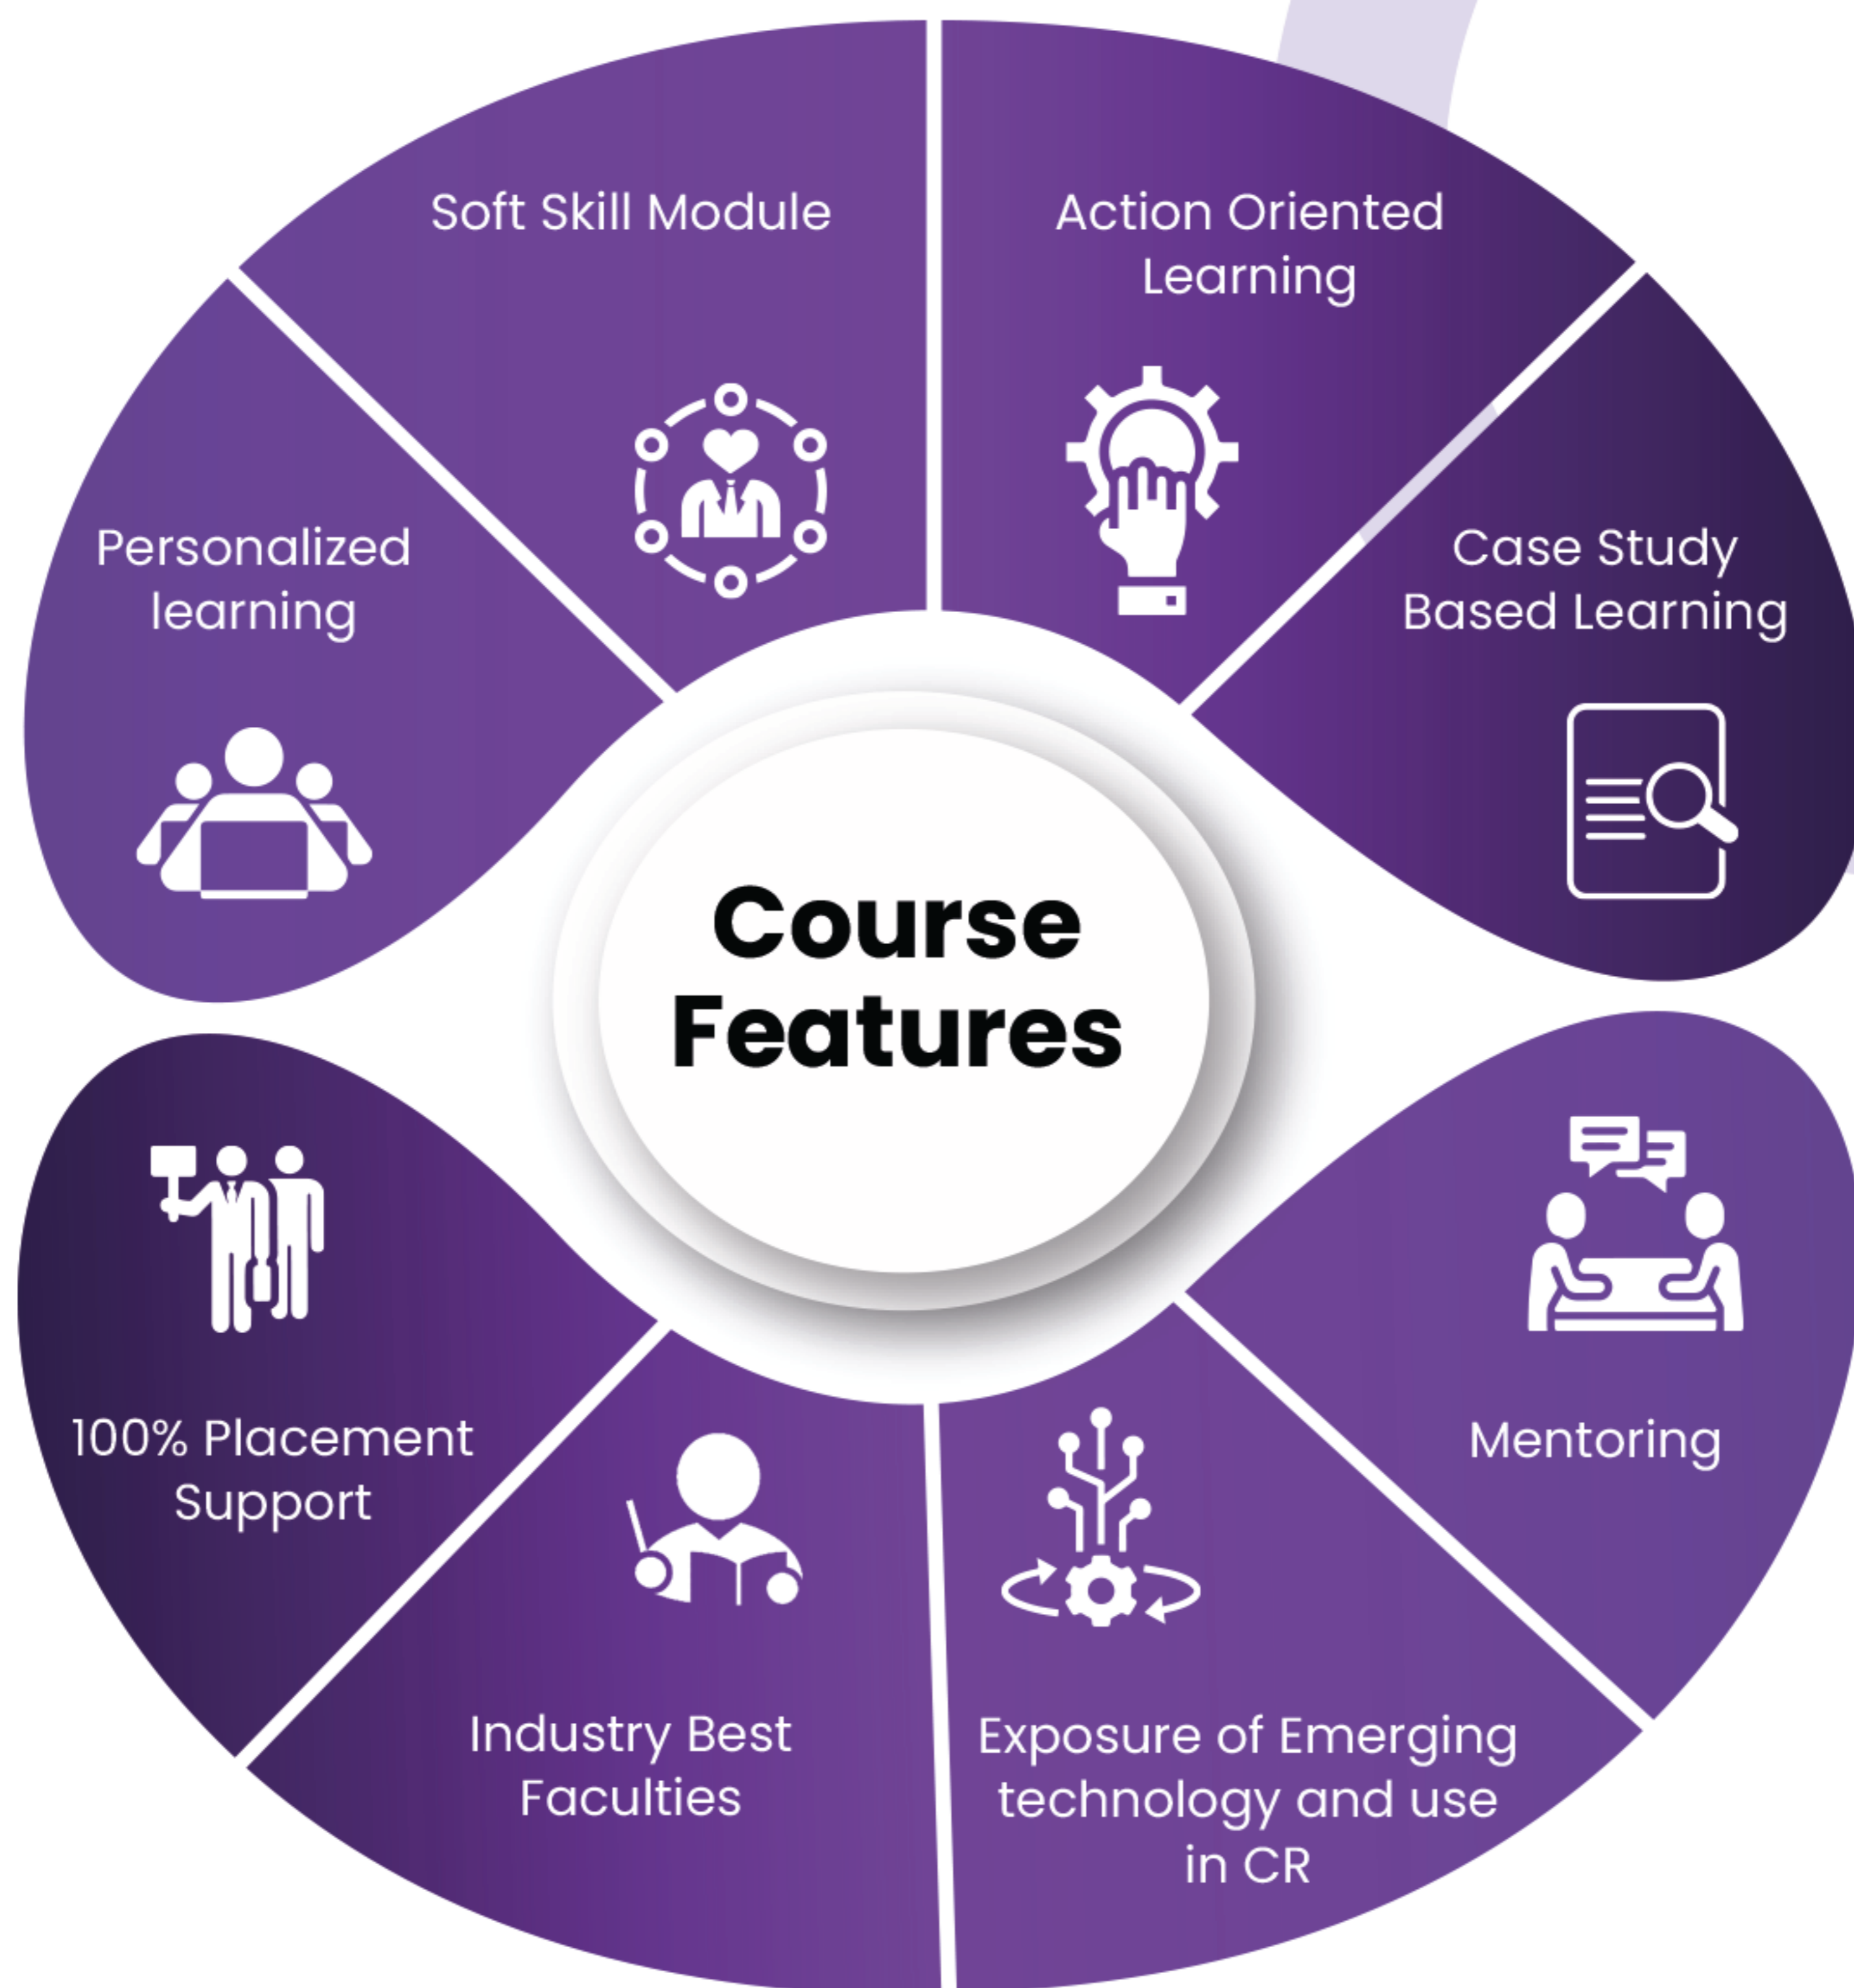 Soft Skill Module
Action Oriented
Learning
Personalized
learning
Case Study
Based Learning
Course
Features
100% Placement
Support
Mentoring
Industry Best
Faculties
Exposure of Emerging
technology and use
in CR